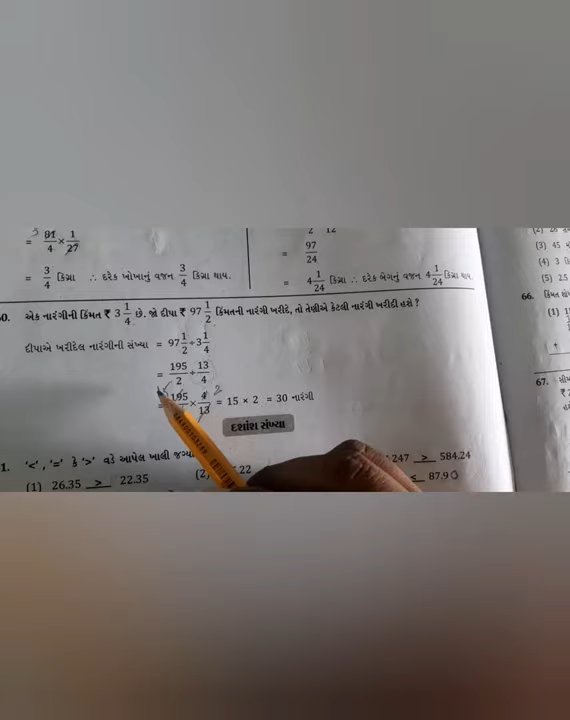 = 81/4 × 1/27
= 3/4 કિગ્રા ∴ દરેક ખોખાનું વજન 3/4 કિગ્રા થાય.
2 12
= 97/24
= 4 1/24 કિગ્રા ∴ દરેક બેગનું વજન 4 1/24 કિગ્રા થાય.
60. એક નારંગીની કિંમત ₹ 3 1/4 છે. જો દીપા ₹ 97 1/2 કિંમતની નારંગી ખરીદે, તો તેણીએ કેટલી નારંગી ખરીદી હશે ?
દીપાએ ખરીદેલ નારંગીની સંખ્યા = 97 1/2 ÷ 3 1/4
= 195/2 ÷ 13/4
= 195/2 × 4/13 = 15 × 2 = 30 નારંગી
દશાંશ સંખ્યા
1. '<', '=' કે '>' વડે આપેલ ખાલી
247 > 584.24
(1) 26.35 > 22.35 (2) .22
< 87.90
(3) 45
(4) 3
(5) 25
66.
(1)
+
67.